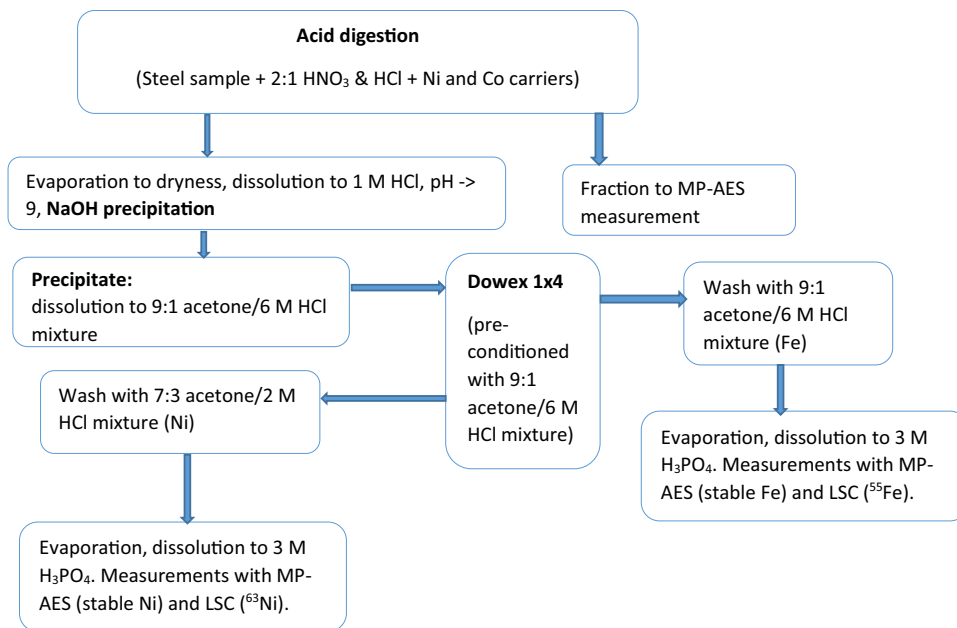 Acid digestion
(Steel sample + 2:1 HNO₃ & HCl + Ni and Co carriers)
Evaporation to dryness, dissolution to 1 M HCl, pH ->
9, NaOH precipitation
Fraction to MP-AES
measurement
Precipitate:
dissolution to 9:1 acetone/6 M HCl
mixture
Dowex 1x4
(pre-
conditioned
with 9:1
acetone/6 M
HCl mixture)
Wash with 9:1
acetone/6 M HCl
mixture (Fe)
Wash with 7:3 acetone/2 M
HCl mixture (Ni)
Evaporation, dissolution to 3 M
H₃PO₄. Measurements with MP-
AES (stable Fe) and LSC (⁵⁵Fe).
Evaporation, dissolution to 3 M
H₃PO₄. Measurements with MP-
AES (stable Ni) and LSC (⁶³Ni).